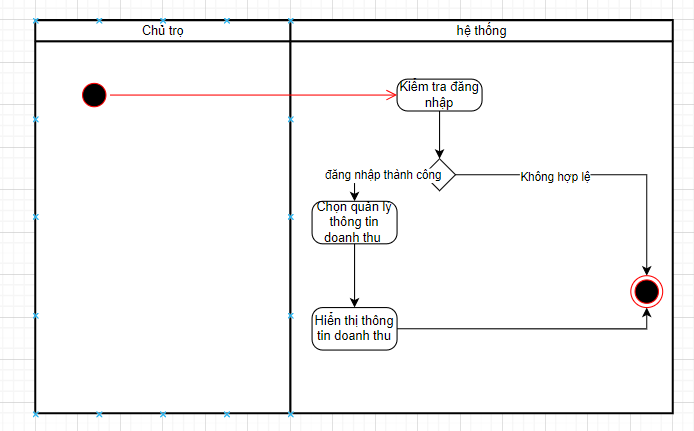 Chủ trọ
hệ thống
Kiểm tra đăng
nhập
đăng nhập thành công
Không hợp lệ
Chọn quản lý
thông tin
doanh thu
Hiển thị thông
tin doanh thu